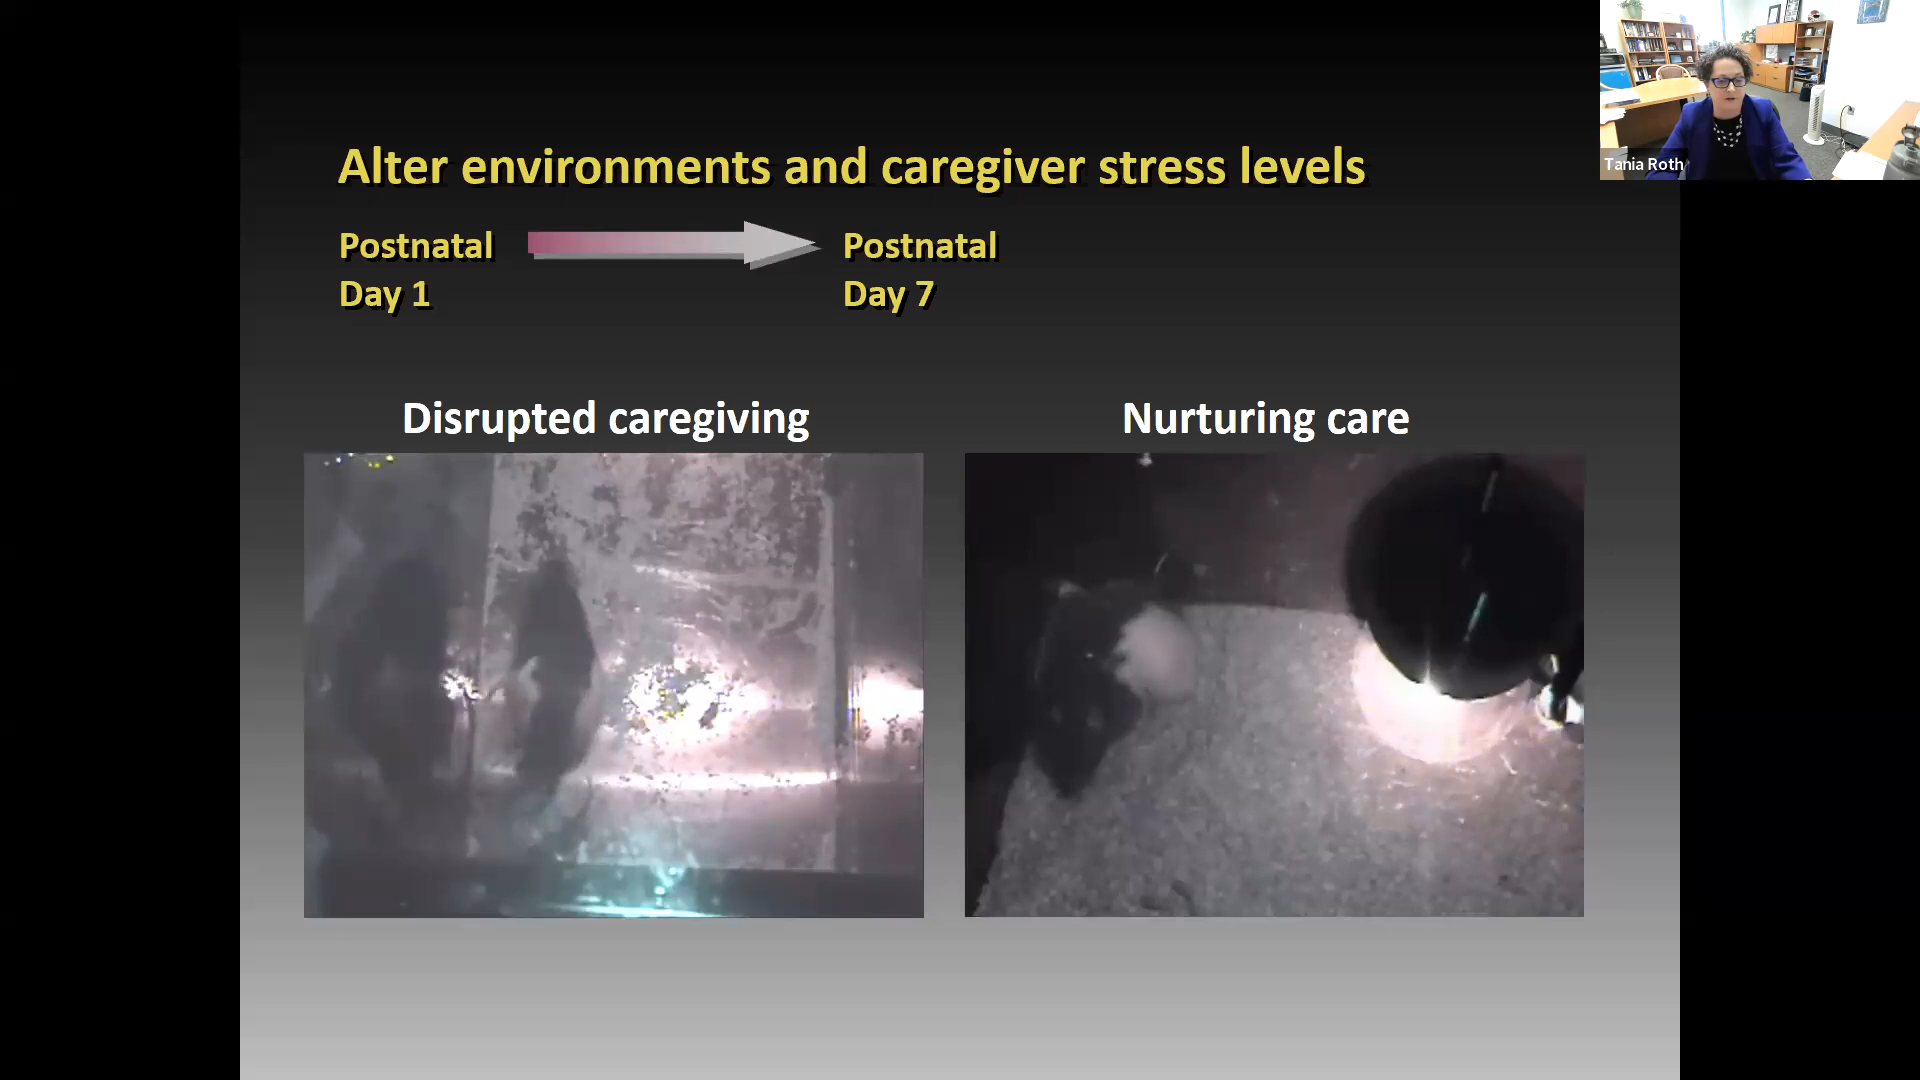 Alter environments and caregiver stress levels
Postnatal Day 1
Postnatal Day 7
Disrupted caregiving
Nurturing care
Tania Roth